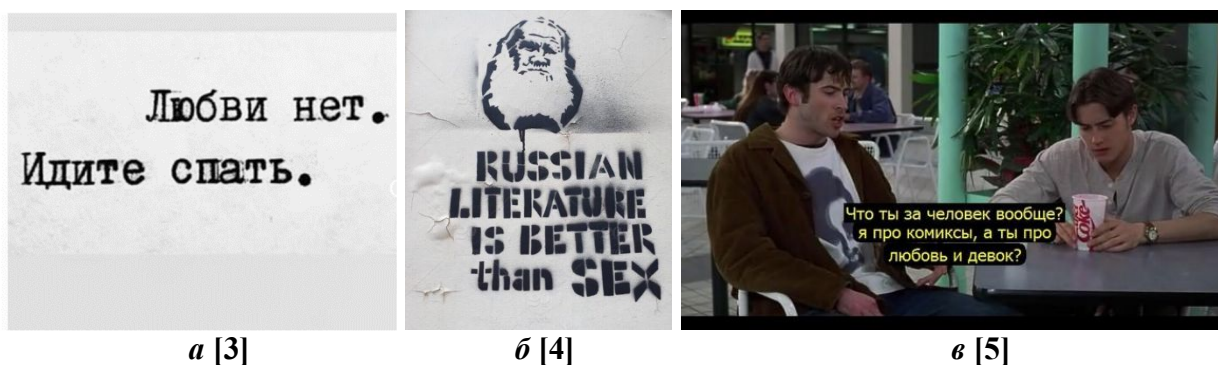 Любви нет.
Идите спать.
RUSSIAN
LITERATURE
IS BETTER
than SEX
Что ты за человек вообще?
я про комиксы, а ты про
любовь и девок?
Coke
а [3]
б [4]
в [5]